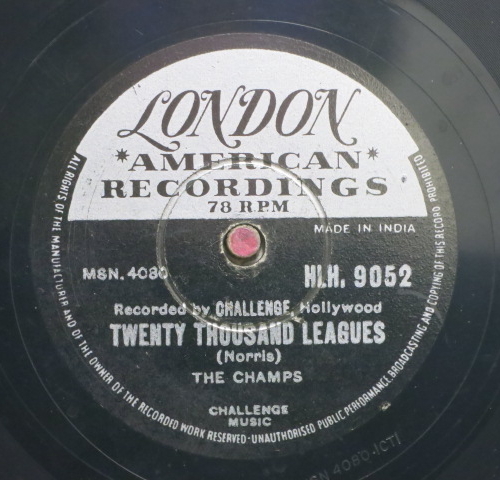 LONDON
*AMERICAN*
RECORDINGS
78 RPM
MADE IN INDIA
MSN. 4080
HLH. 9052
Recorded by CHALLENGE, Hollywood
TWENTY THOUSAND LEAGUES
(Norris)
THE CHAMPS
CHALLENGE
MUSIC
ALL RIGHTS OF THE MANUFACTURER AND OF THE OWNER OF THE RECORDED WORK RESERVED-UNAUTHORISED PUBLIC PERFORMANCE, BROADCASTING AND COPYING OF THIS RECORD PROHIBITED